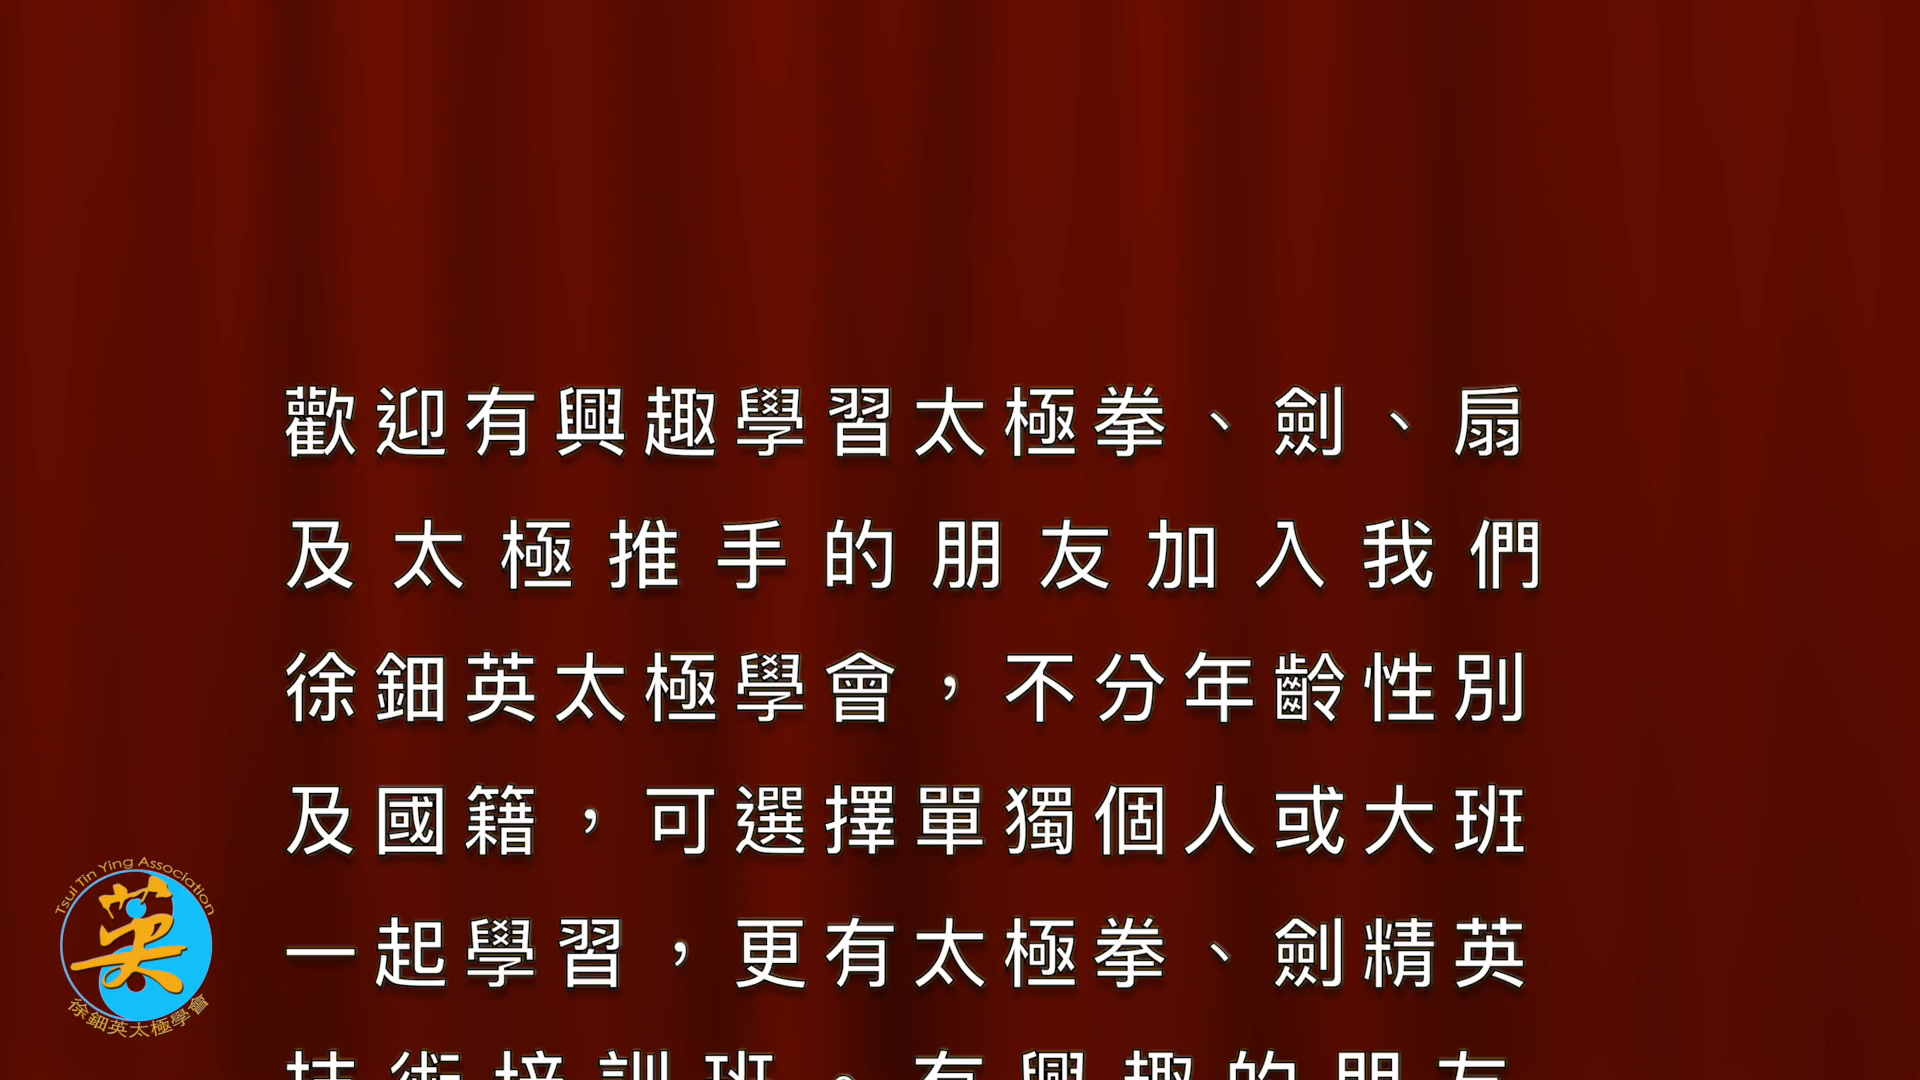 歡迎有興趣學習太極拳、劍、扇
及太極推手的朋友加入我們
徐鈿英太極學會，不分年齡性別
及國籍，可選擇單獨個人或大班
一起學習，更有太極拳、劍精英
技術培訓班。有興趣的朋友
Tsui Tin Ying Association
英
徐鈿英太極學會